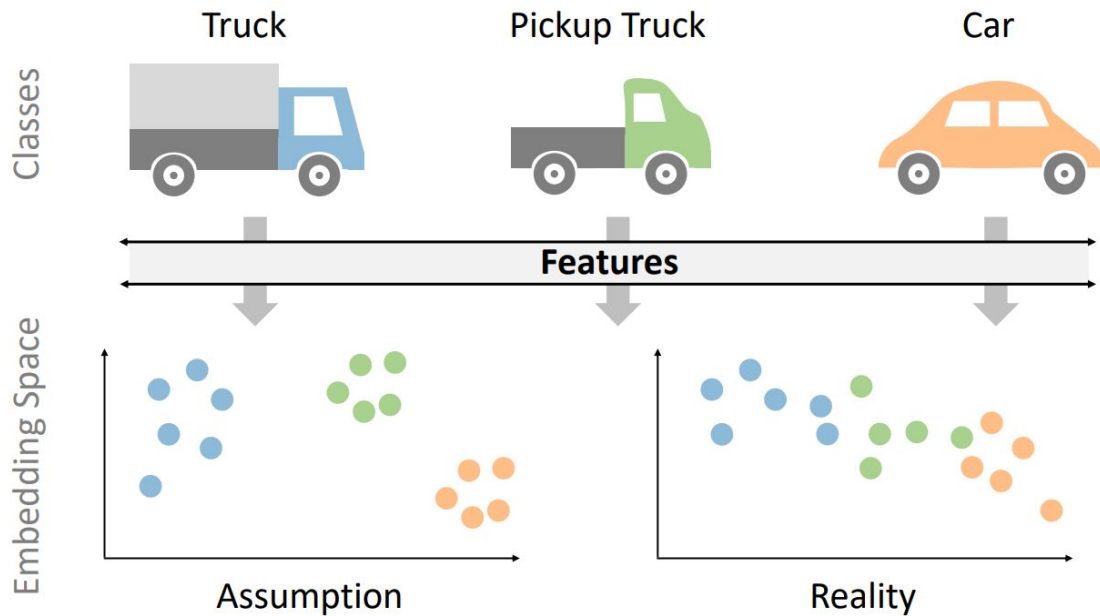 Truck
Pickup Truck
Car
Classes
Features
Embedding Space
Assumption
Reality